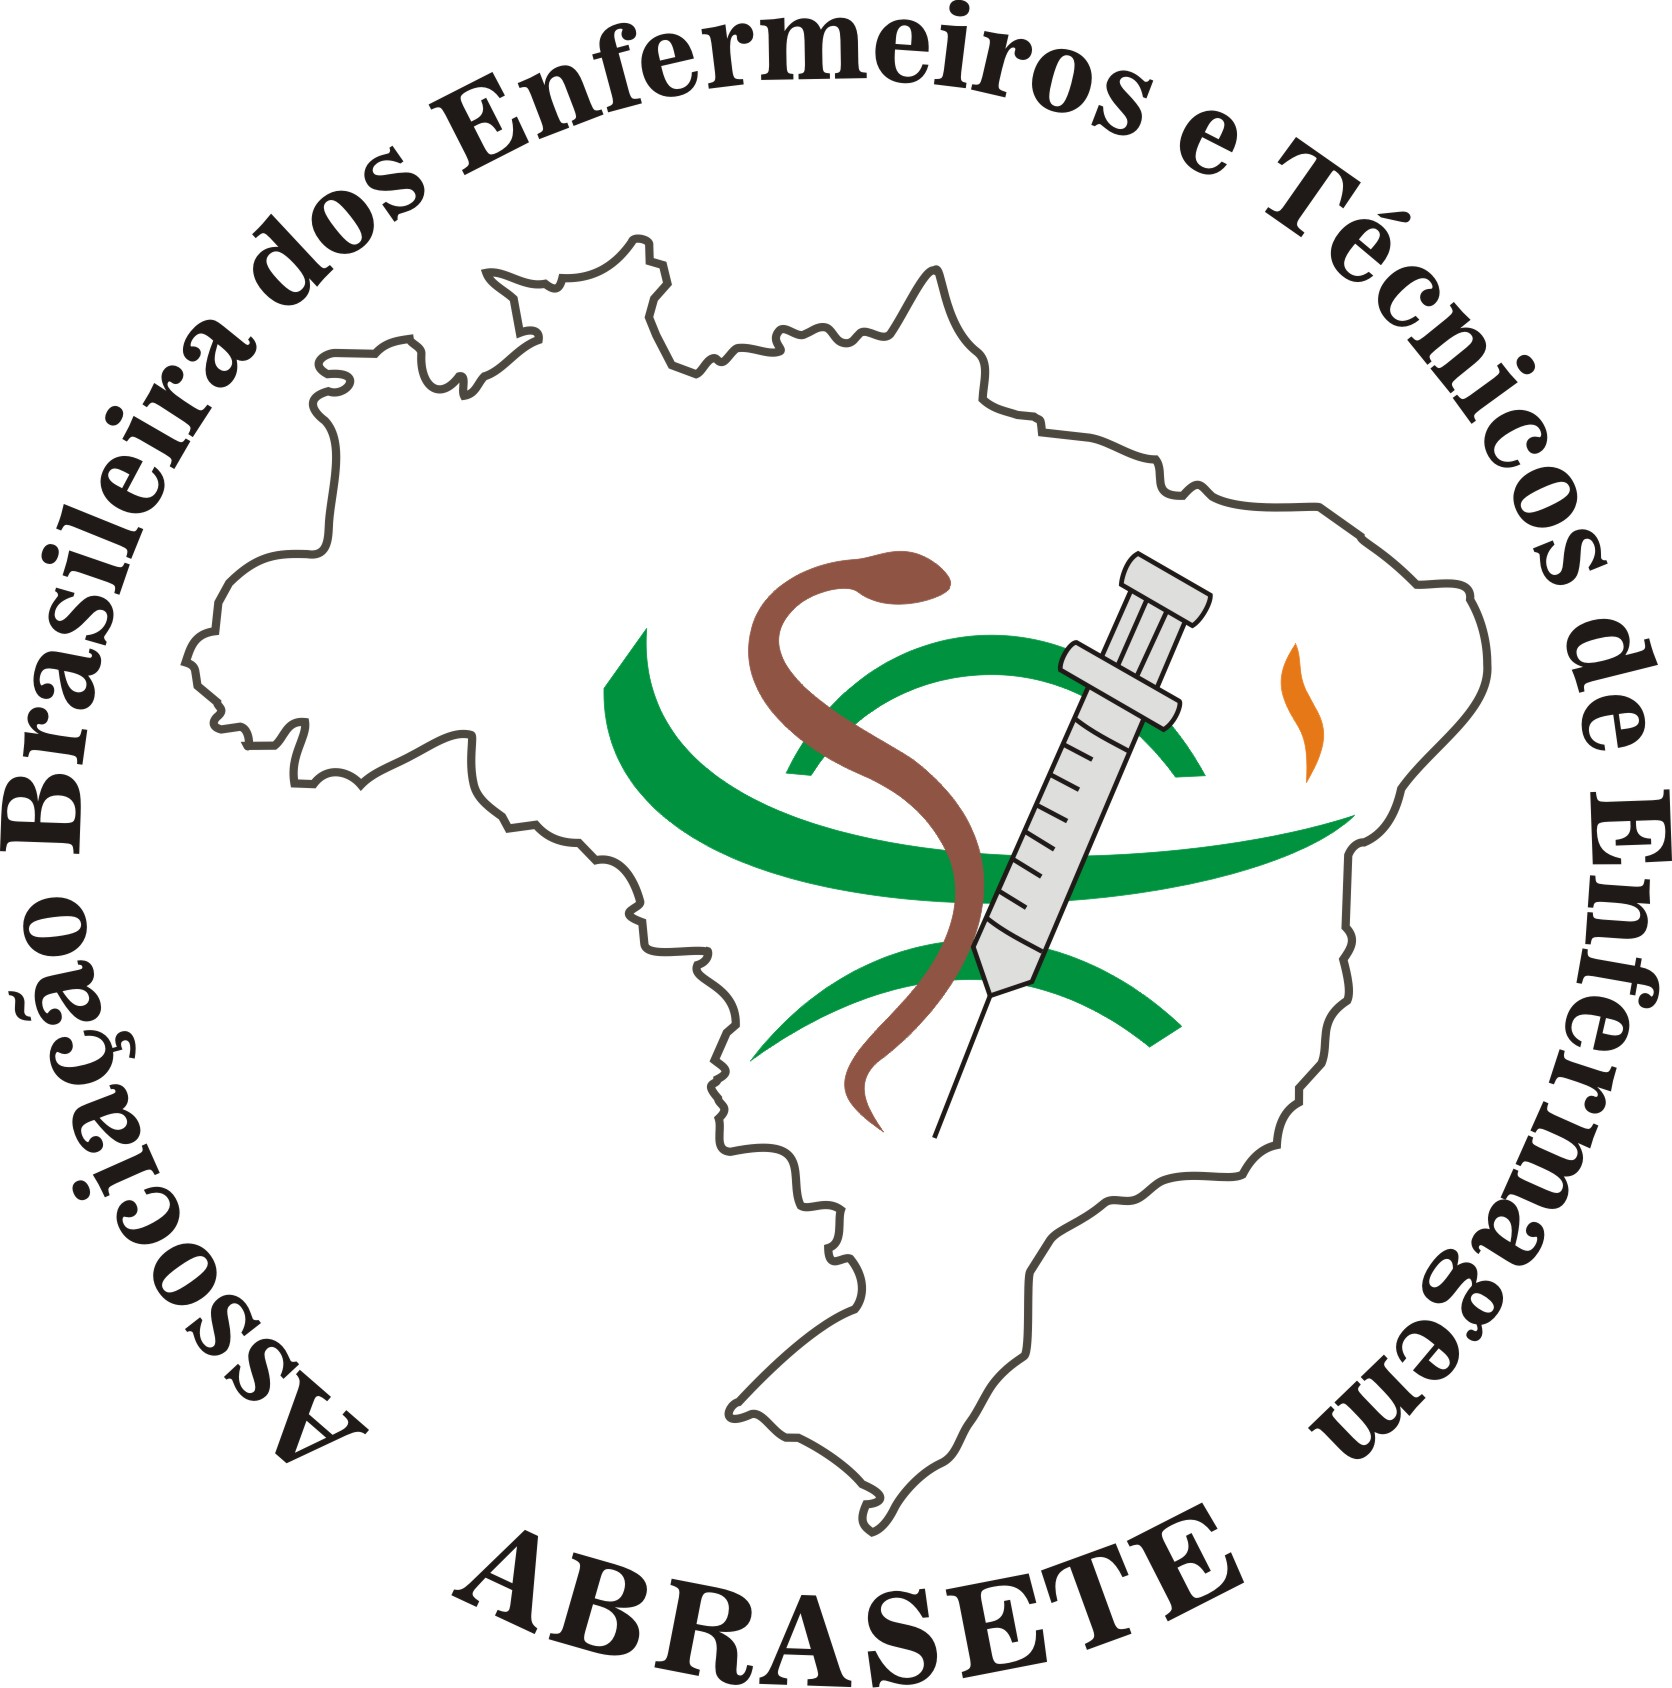 Associação Brasileira dos Enfermeiros e Técnicos de Enfermagem
ABRASETE